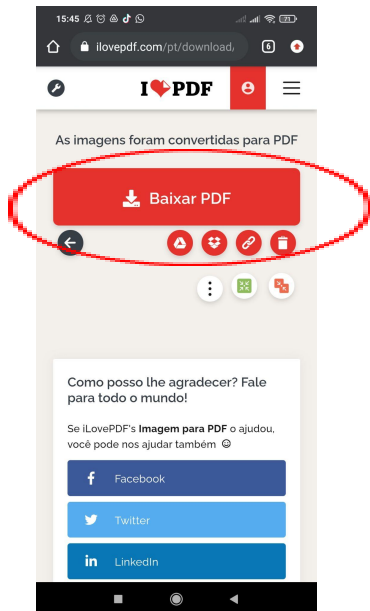 15:45
71
ilovepdf.com/pt/download/
6
I PDF
As imagens foram convertidas para PDF
Baixar PDF
Como posso lhe agradecer? Fale
para todo o mundo!
Se iLovePDF's Imagem para PDF o ajudou,
você pode nos ajudar também ☺
f Facebook
Twitter
in LinkedIn